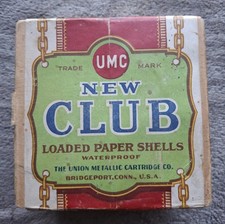 UMC
TRADE MARK
NEW
CLUB
LOADED PAPER SHELLS
WATERPROOF
THE UNION METALLIC CARTRIDGE CO.
BRIDGEPORT, CONN., U.S.A.